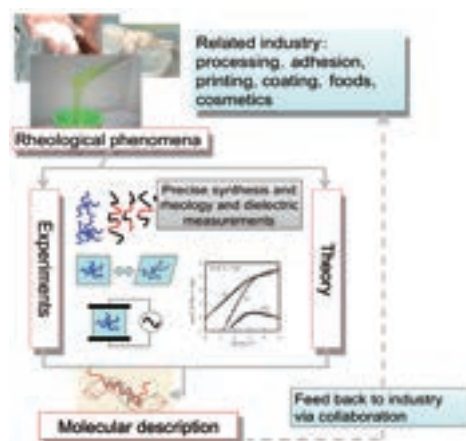 Related industry:
processing, adhesion,
printing, coating, foods,
cosmetics
Rheological phenomena
Precise synthesis and
rheology and dielectric
measurements
Experiments
Theory
Molecular description
Feed back to industry
via collaboration